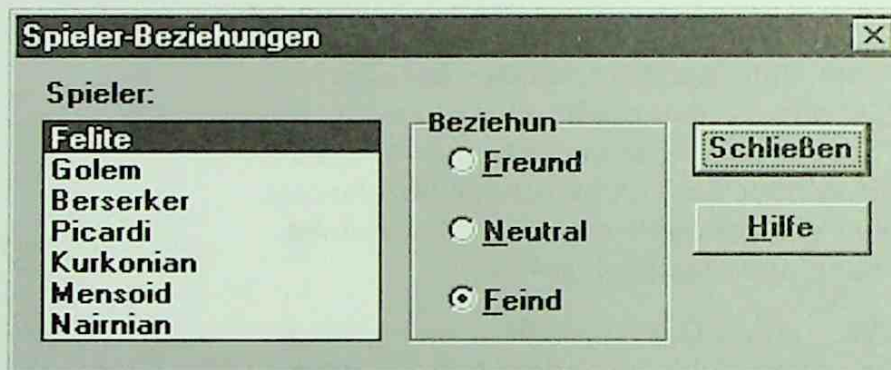 Spieler-Beziehungen
Spieler:
Felite
Golem
Berserker
Picardi
Kurkonian
Mensoid
Nairnian
Beziehun
Freund
Neutral
Feind
Schließen
Hilfe